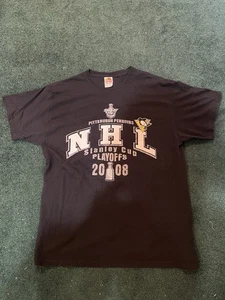 PITTSBURGH PENGUINS
NHL
Stanley Cup
PLAYOFFS
2008